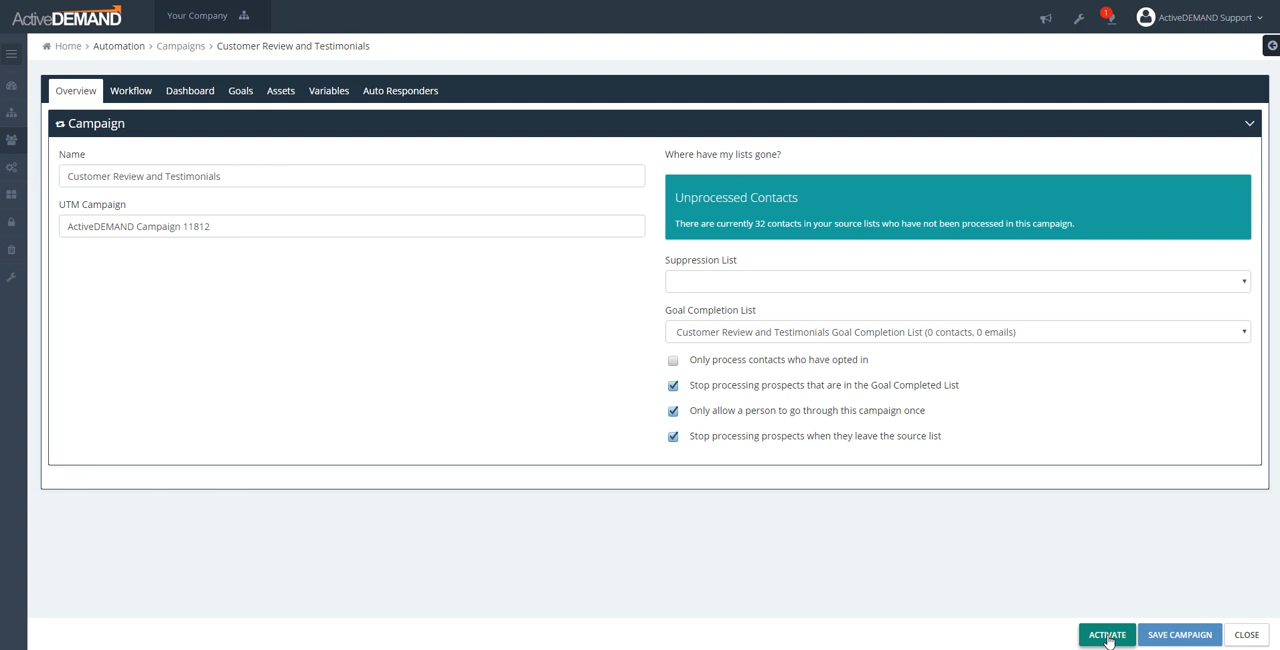 ActiveDEMAND
Your Company
1
ActiveDEMAND Support
Home > Automation > Campaigns > Customer Review and Testimonials
Overview Workflow Dashboard Goals Assets Variables Auto Responders
Campaign
Name
Customer Review and Testimonials
UTM Campaign
ActiveDEMAND Campaign 11812
Where have my lists gone?
Unprocessed Contacts
There are currently 32 contacts in your source lists who have not been processed in this campaign.
Suppression List
Goal Completion List
Customer Review and Testimonials Goal Completion List (0 contacts, 0 emails)
Only process contacts who have opted in
Stop processing prospects that are in the Goal Completed List
Only allow a person to go through this campaign once
Stop processing prospects when they leave the source list
ACTIVATE SAVE CAMPAIGN CLOSE